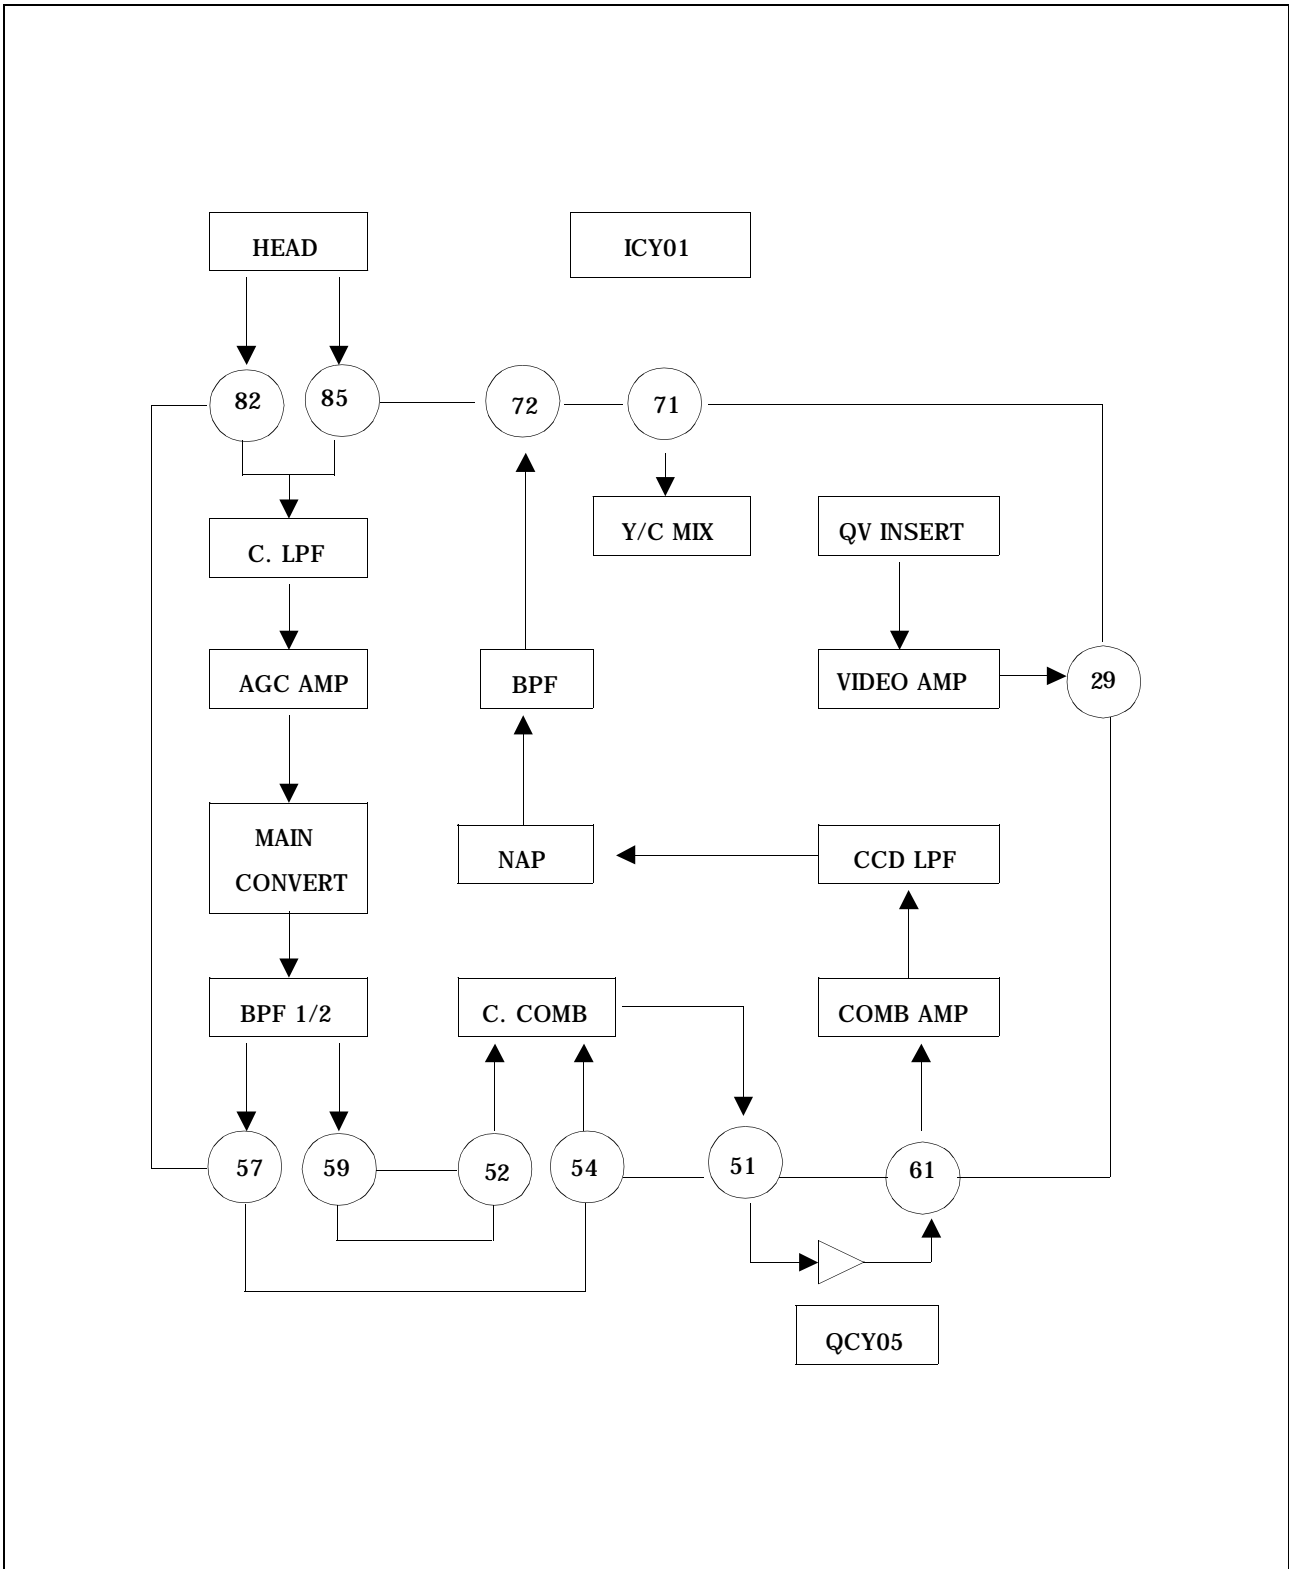 HEAD
ICY01
82
85
72
71
C. LPF
Y/C MIX
QV INSERT
AGC AMP
BPF
VIDEO AMP
29
MAIN
CONVERT
NAP
CCD LPF
BPF 1/2
C. COMB
COMB AMP
57
59
52
54
51
61
QCY05